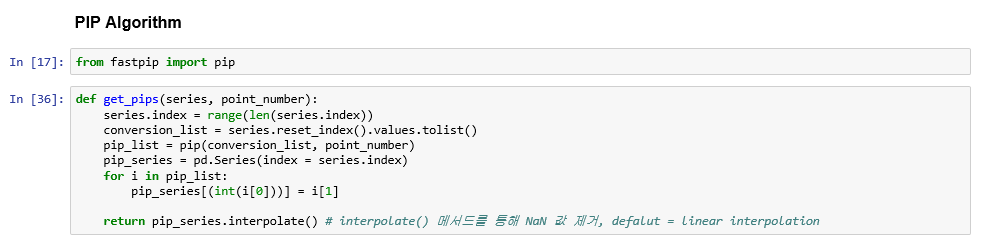 PIP Algorithm
In [17]: from fastpip import pip
In [36]: def get_pips(series, point_number):
series.index = range(len(series.index))
conversion_list = series.reset_index().values.tolist()
pip_list = pip(conversion_list, point_number)
pip_series = pd.Series(index = series.index)
for i in pip_list:
pip_series[(int(i[0]))] = i[1]
return pip_series.interpolate() # interpolate() 메서드를 통해 NaN 값 제거, defalut = linear interpolation